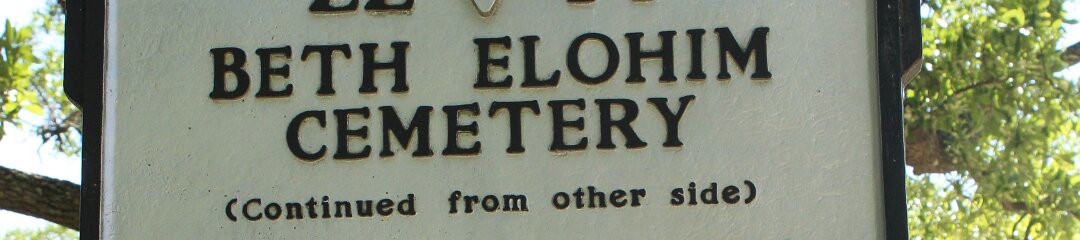 BETH ELOHIM
CEMETERY
(Continued from other side)